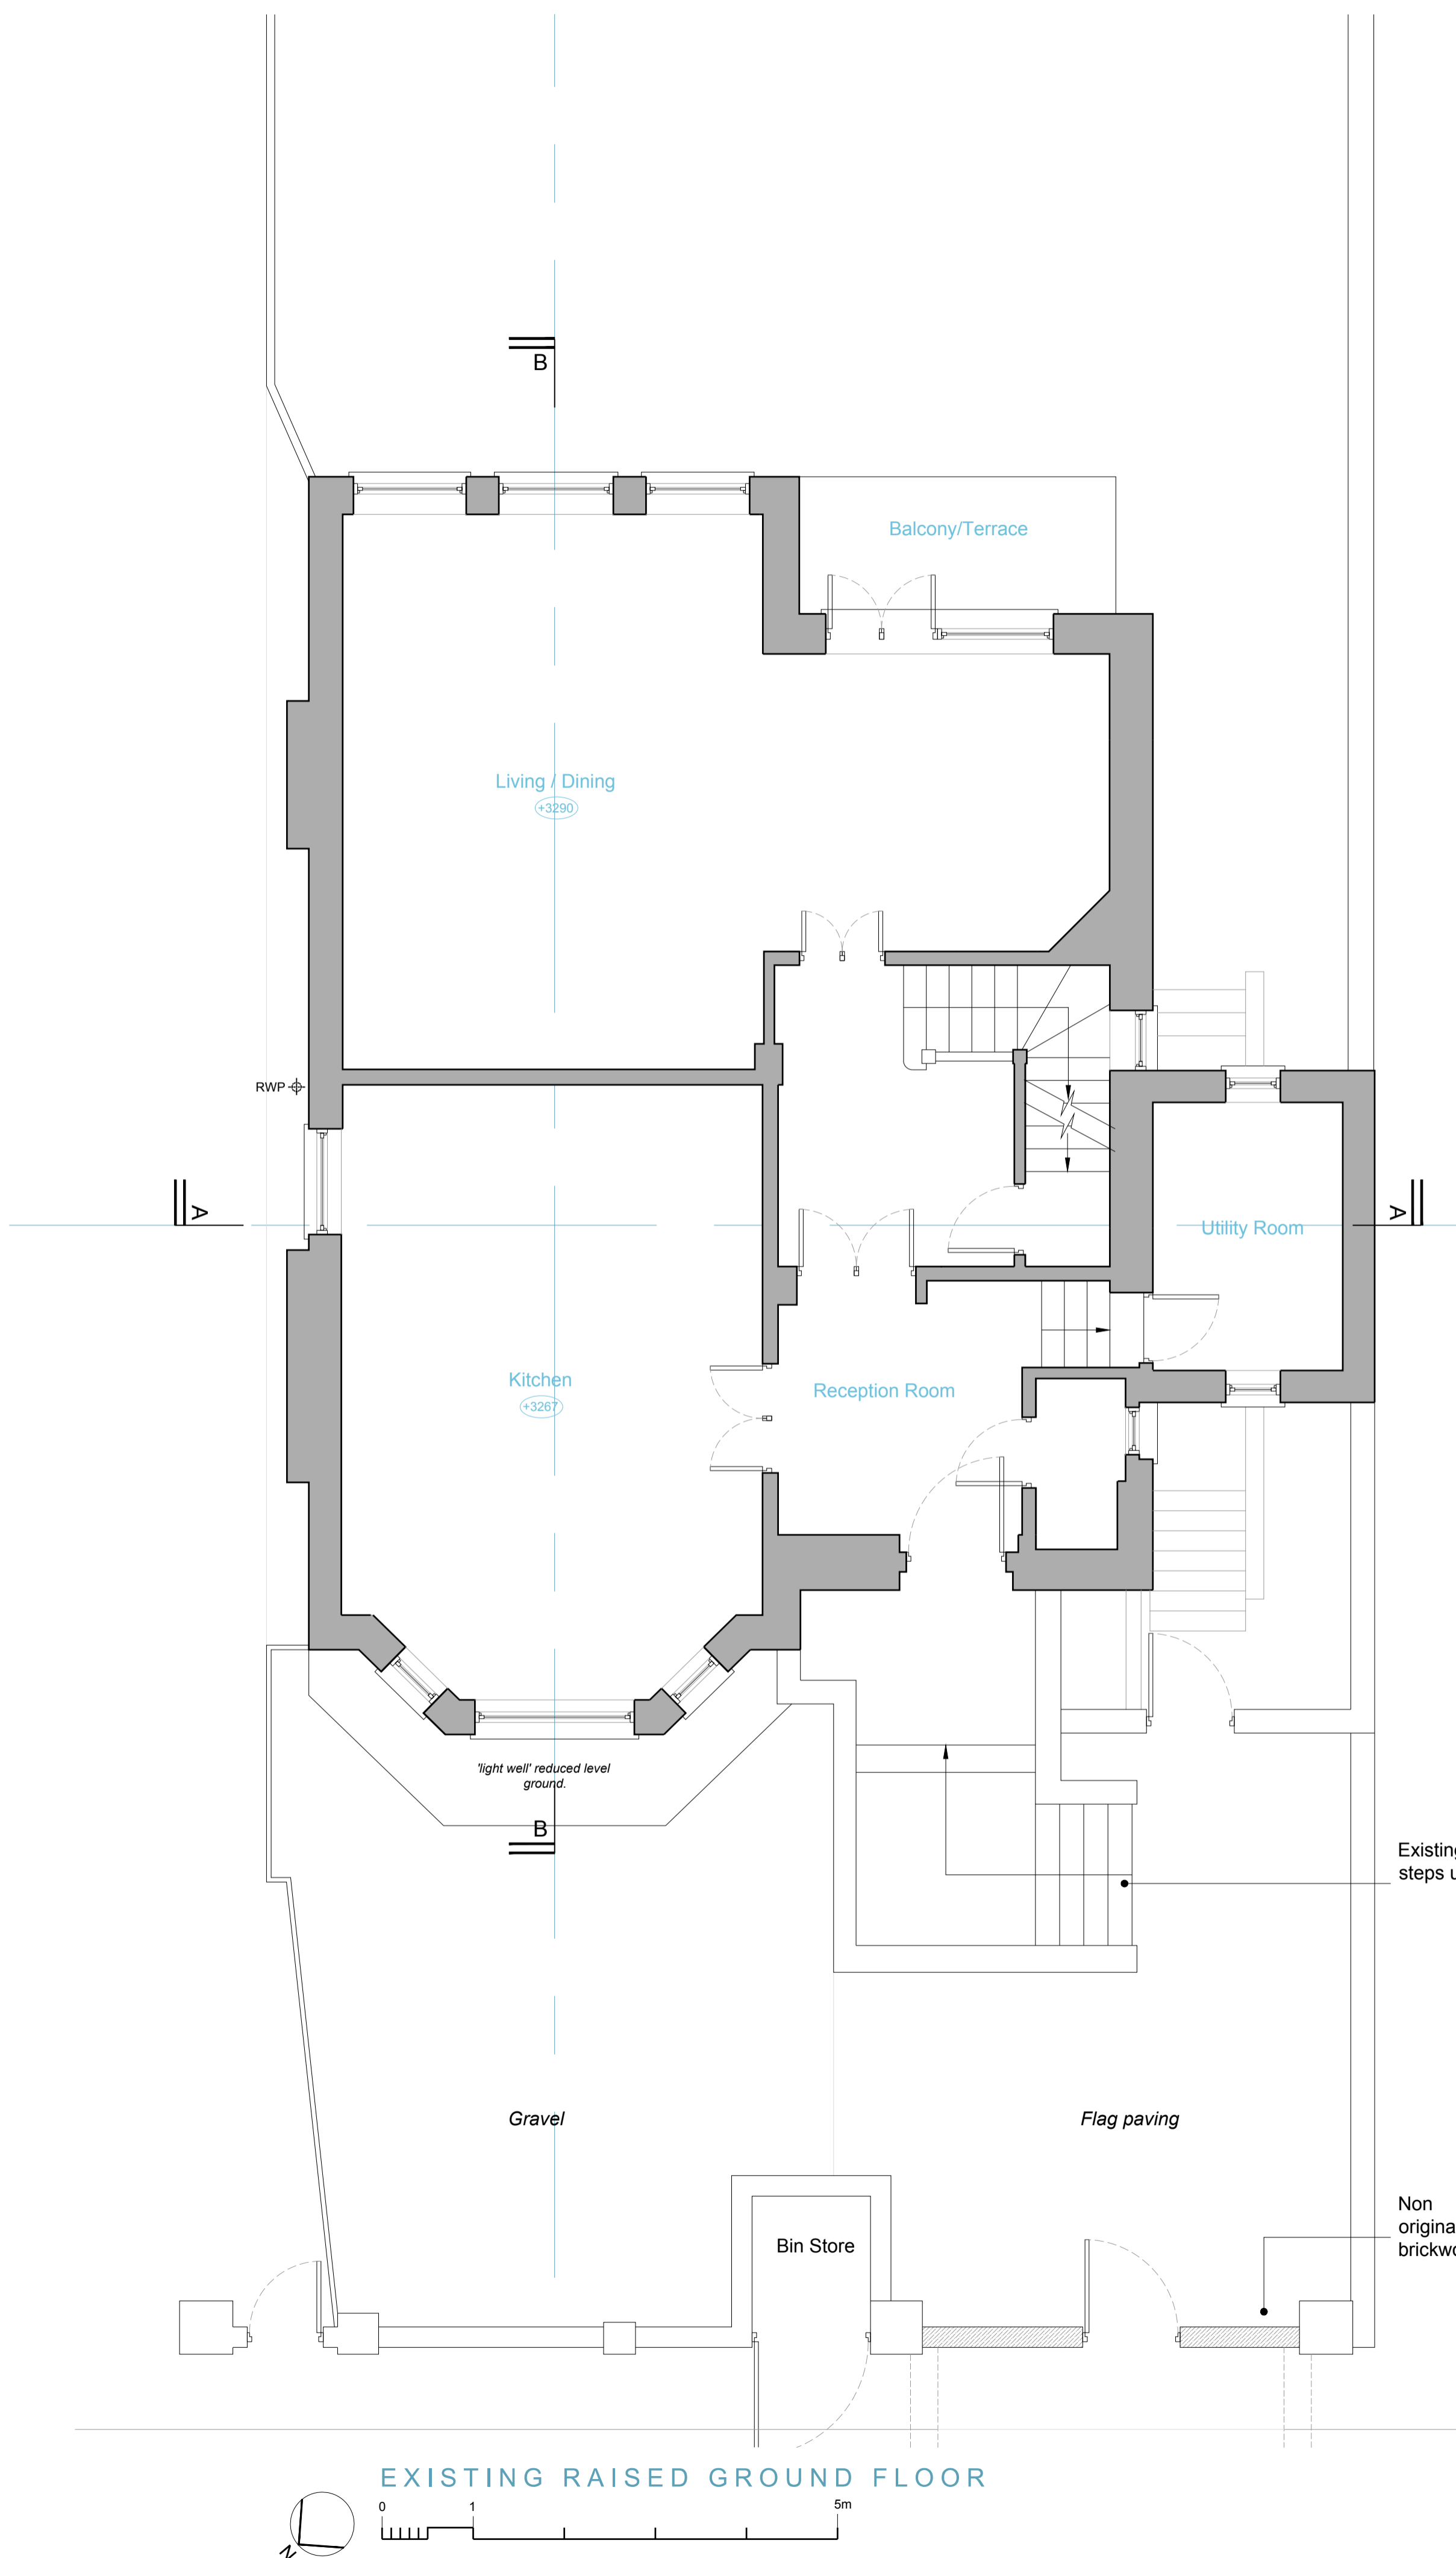 B
Balcony/Terrace
Living / Dining
+3290
RWP
A
A
Utility Room
Kitchen
+3267
Reception Room
'light well' reduced level
ground.
B
Existing
steps u
Gravel
Flag paving
Non
origina
brickwo
Bin Store
EXISTING RAISED GROUND FLOOR
0
1
5m
N